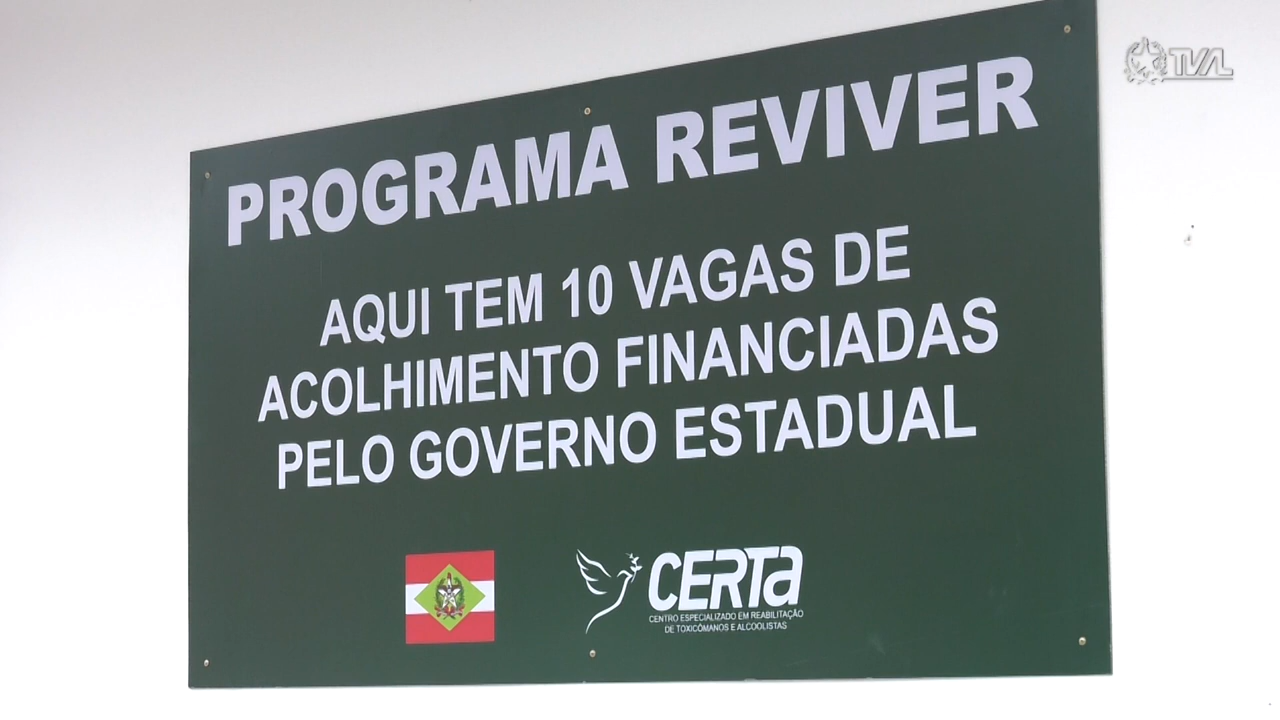 TVAL
PROGRAMA REVIVER
AQUI TEM 10 VAGAS DE
ACOLHIMENTO FINANCIADAS
PELO GOVERNO ESTADUAL
CERTA
CENTRO ESPECIALIZADO EM REABILITAÇÃO
DE TOXICÔMANOS E ALCOOLISTAS